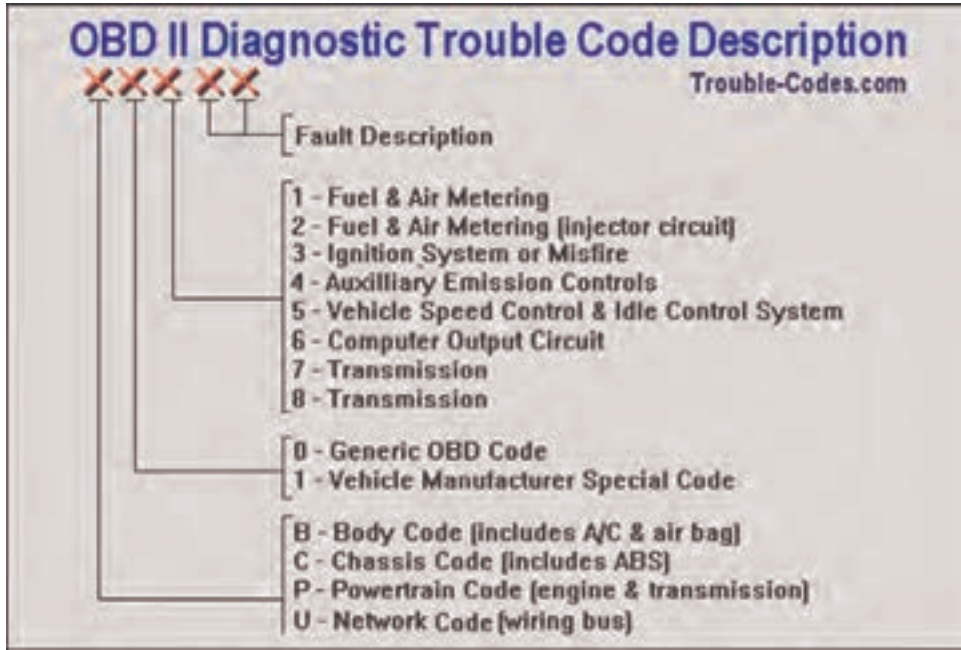 OBD II Diagnostic Trouble Code Description
Trouble-Codes.com
X X X X X
Fault Description
1 - Fuel & Air Metering
2 - Fuel & Air Metering (injector circuit)
3 - Ignition System or Misfire
4 - Auxilliary Emission Controls
5 - Vehicle Speed Control & Idle Control System
6 - Computer Output Circuit
7 - Transmission
8 - Transmission
0 - Generic OBD Code
1 - Vehicle Manufacturer Special Code
B - Body Code (includes A/C & air bag)
C - Chassis Code (includes ABS)
P - Powertrain Code (engine & transmission)
U - Network Code (wiring bus)